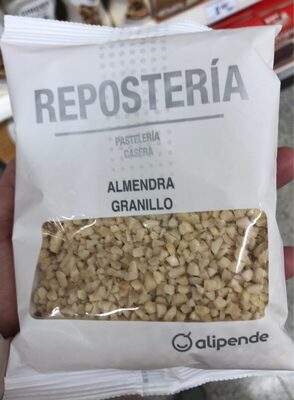 REPOSTERÍA
PASTELERÍA
CASERA
ALMENDRA
GRANILLO
alipende